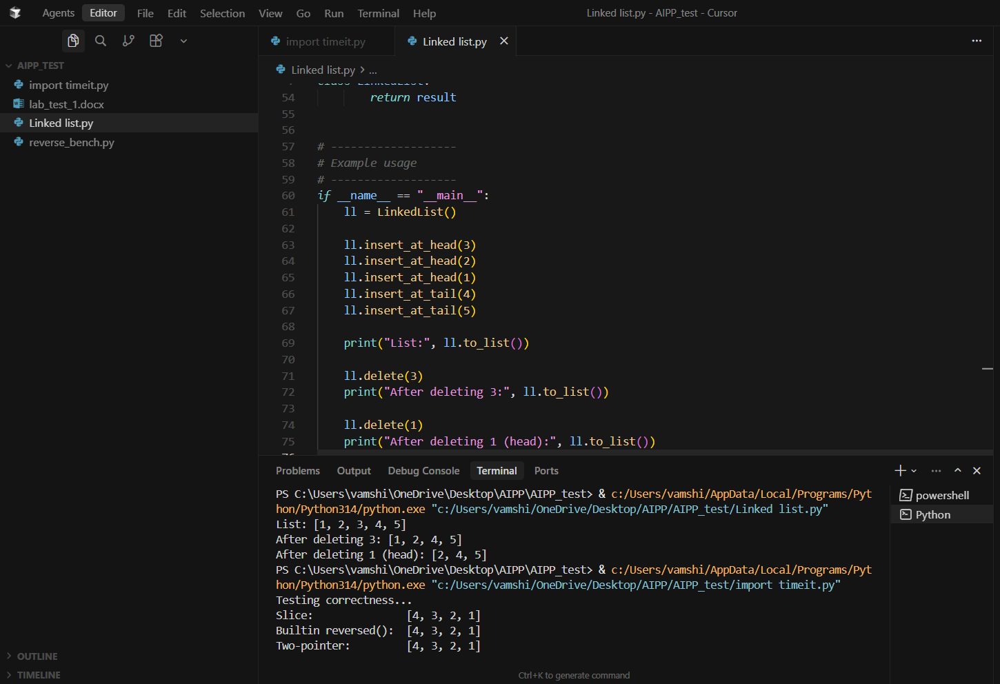 Agents Editor File Edit Selection View Go Run Terminal Help Linked list.py - AIPP_test - Cursor
import timeit.py Linked list.py
AIPP_TEST
import timeit.py
lab_test_1.docx
Linked list.py
reverse_bench.py
OUTLINE
TIMELINE
Linked list.py > ...
class LinkedList:
54 return result
55
56
57 # -------------------
58 # Example usage
59 # -------------------
60 if __name__ == "__main__":
61 ll = LinkedList()
62
63 ll.insert_at_head(3)
64 ll.insert_at_head(2)
65 ll.insert_at_head(1)
66 ll.insert_at_tail(4)
67 ll.insert_at_tail(5)
68
69 print("List:", ll.to_list())
70
71 ll.delete(3)
72 print("After deleting 3:", ll.to_list())
73
74 ll.delete(1)
75 print("After deleting 1 (head):", ll.to_list())
Problems Output Debug Console Terminal Ports
PS C:\Users\vamshi\OneDrive\Desktop\AIPP\AIPP_test> & c:/Users/vamshi/AppData/Local/Programs/Pyt
hon/Python314/python.exe "c:/Users/vamshi/OneDrive/Desktop/AIPP/AIPP_test/Linked list.py"
List: [1, 2, 3, 4, 5]
After deleting 3: [1, 2, 4, 5]
After deleting 1 (head): [2, 4, 5]
PS C:\Users\vamshi\OneDrive\Desktop\AIPP\AIPP_test> & c:/Users/vamshi/AppData/Local/Programs/Pyt
hon/Python314/python.exe "c:/Users/vamshi/OneDrive/Desktop/AIPP/AIPP_test/import timeit.py"
Testing correctness...
Slice: [4, 3, 2, 1]
Builtin reversed(): [4, 3, 2, 1]
Two-pointer: [4, 3, 2, 1]
Ctrl+K to generate command
powershell
Python